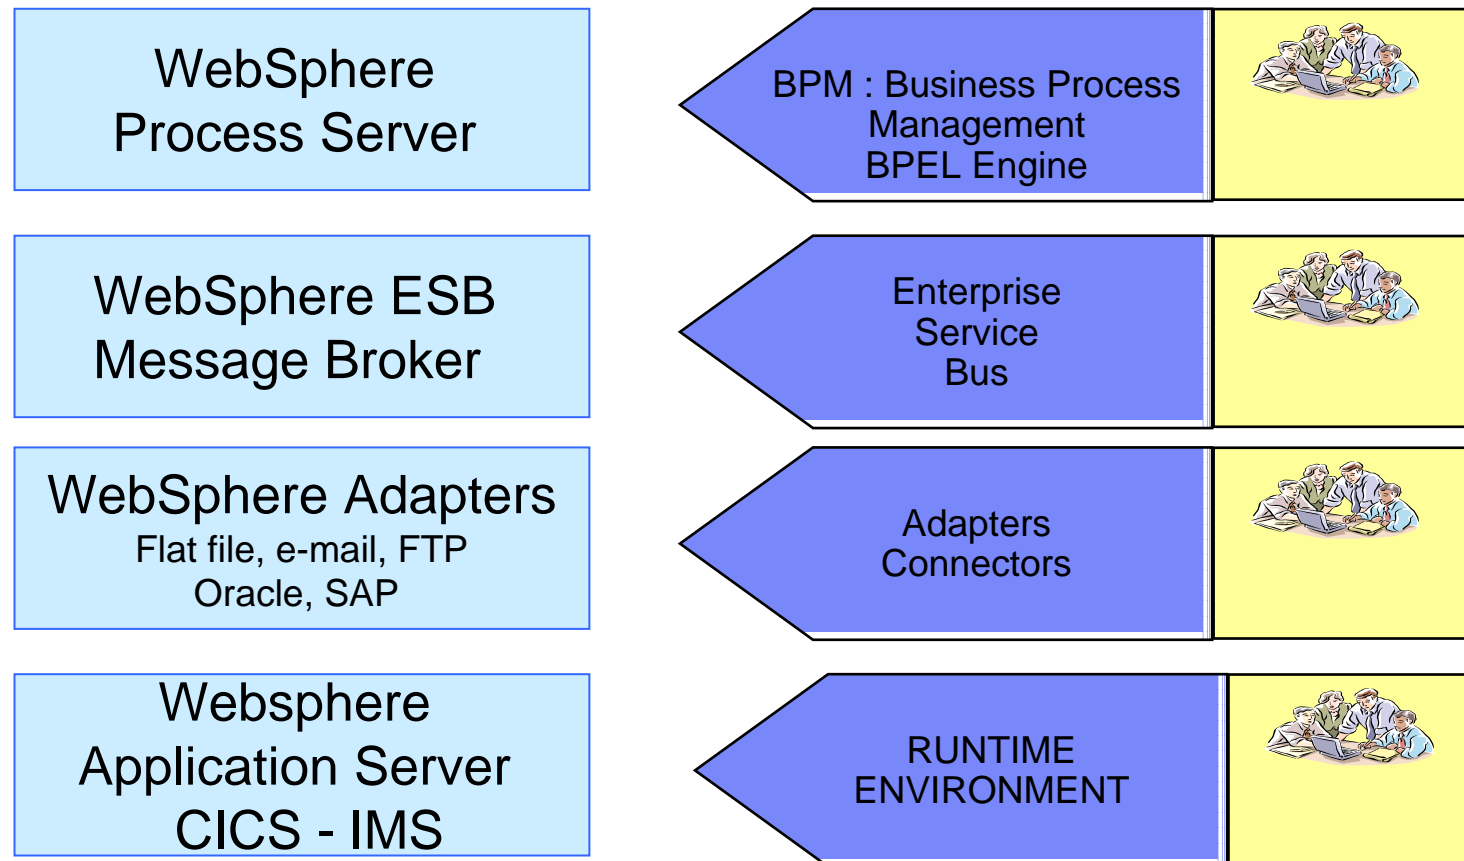 WebSphere
Process Server
BPM : Business Process
Management
BPEL Engine
WebSphere ESB
Message Broker
Enterprise
Service
Bus
WebSphere Adapters
Flat file, e-mail, FTP
Oracle, SAP
Adapters
Connectors
Websphere
Application Server
CICS - IMS
RUNTIME
ENVIRONMENT